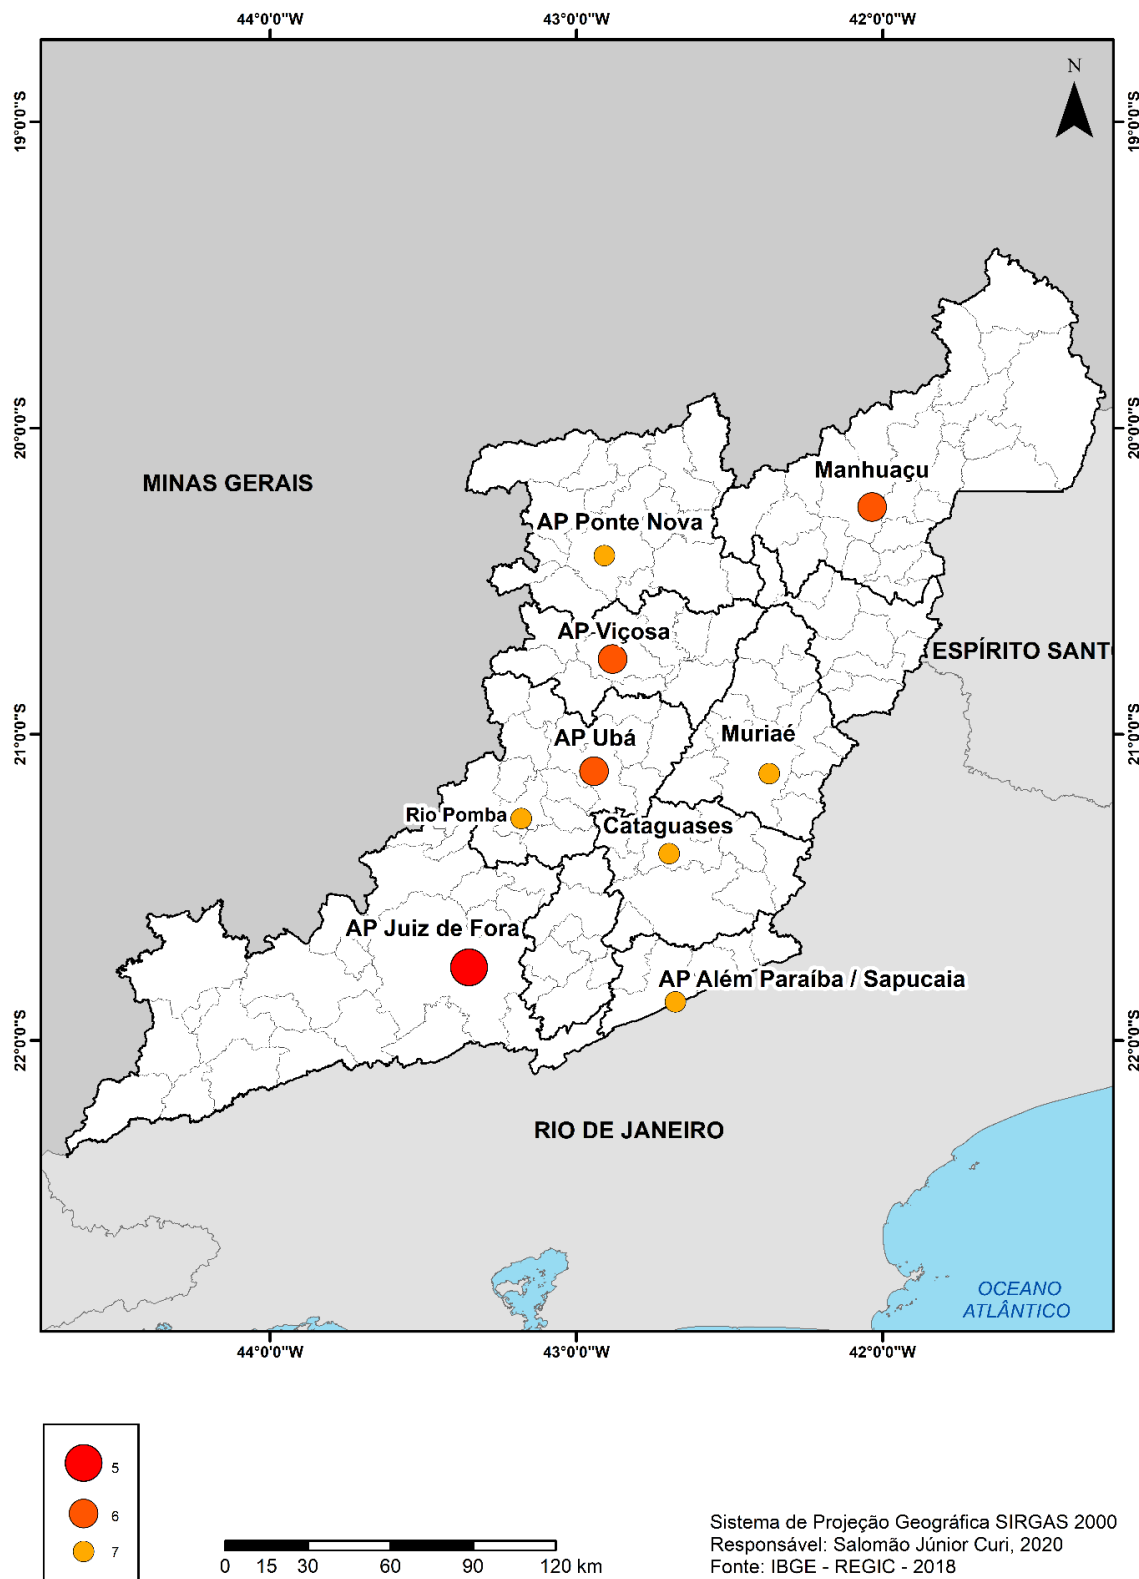 44°0'0"W 43°0'0"W 42°0'0"W
N
19°0'0"S 19°0'0"S
20°0'0"S 20°0'0"S
Manhuaçu
MINAS GERAIS
AP Ponte Nova
AP Viçosa
ESPÍRITO SANT
21°0'0"S 21°0'0"S
Muriaé
AP Ubá
Rio Pomba
Cataguases
AP Juiz de Fora
AP Além Paraíba / Sapucaia
22°0'0"S 22°0'0"S
RIO DE JANEIRO
OCEANO
ATLÂNTICO
44°0'0"W 43°0'0"W 42°0'0"W
5
6
7
0 15 30 60 90 120 km
Sistema de Projeção Geográfica SIRGAS 2000
Responsável: Salomão Júnior Curi, 2020
Fonte: IBGE - REGIC - 2018